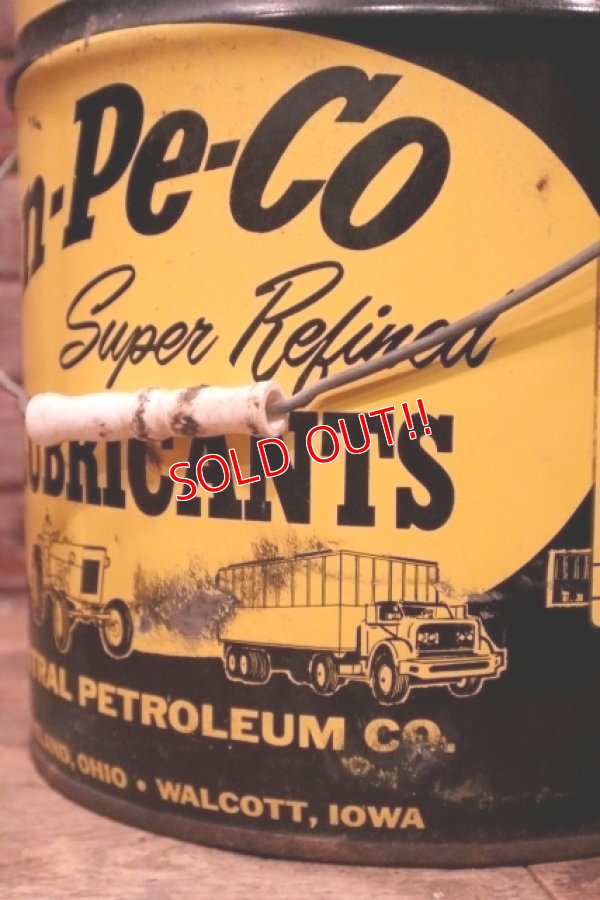 n-Pe-Co
Super Refined
UBRICANTS
SOLD OUT!!
TRAL PETROLEUM CO.
LAND, OHIO • WALCOTT, IOWA